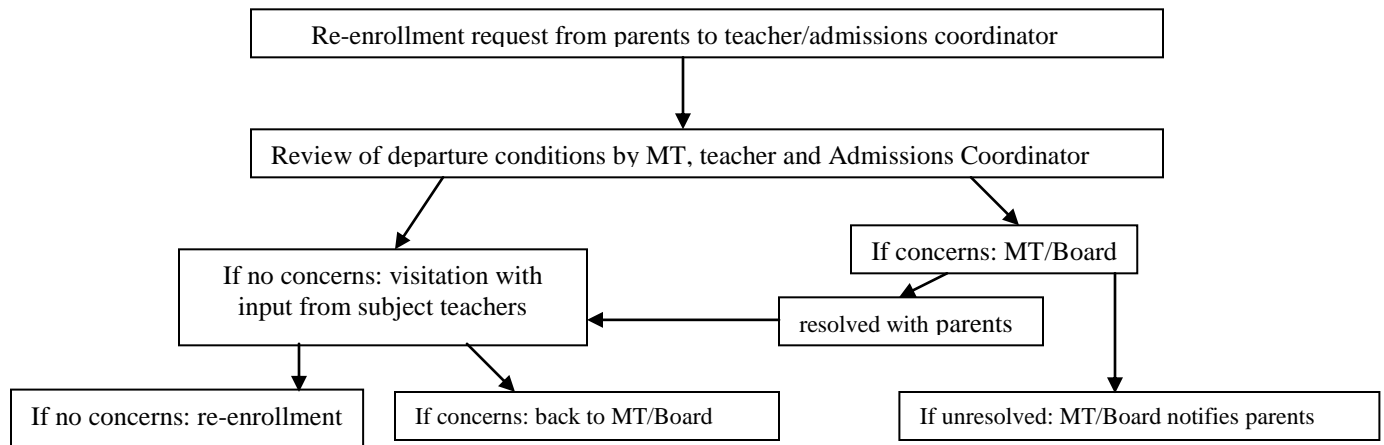 Re-enrollment request from parents to teacher/admissions coordinator
Review of departure conditions by MT, teacher and Admissions Coordinator
If concerns: MT/Board
If no concerns: visitation with
input from subject teachers
resolved with parents
If no concerns: re-enrollment
If concerns: back to MT/Board
If unresolved: MT/Board notifies parents